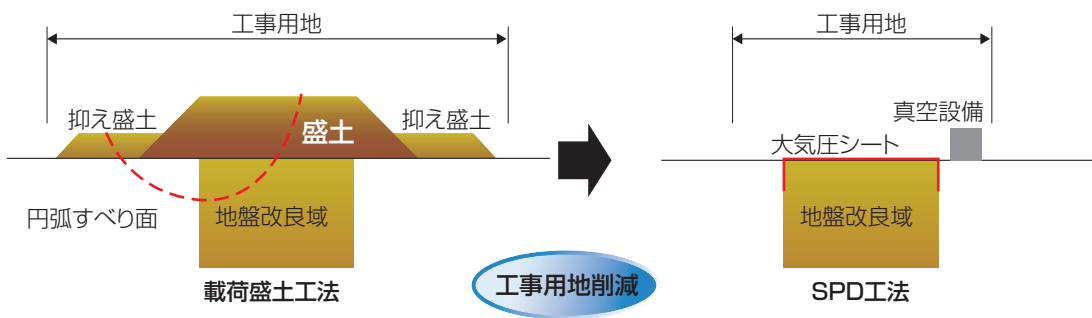 工事用地
抑え盛土
盛土
抑え盛土
円弧すべり面
地盤改良域
載荷盛土工法
工事用地削減
工事用地
真空設備
大気圧シート
地盤改良域
SPD工法